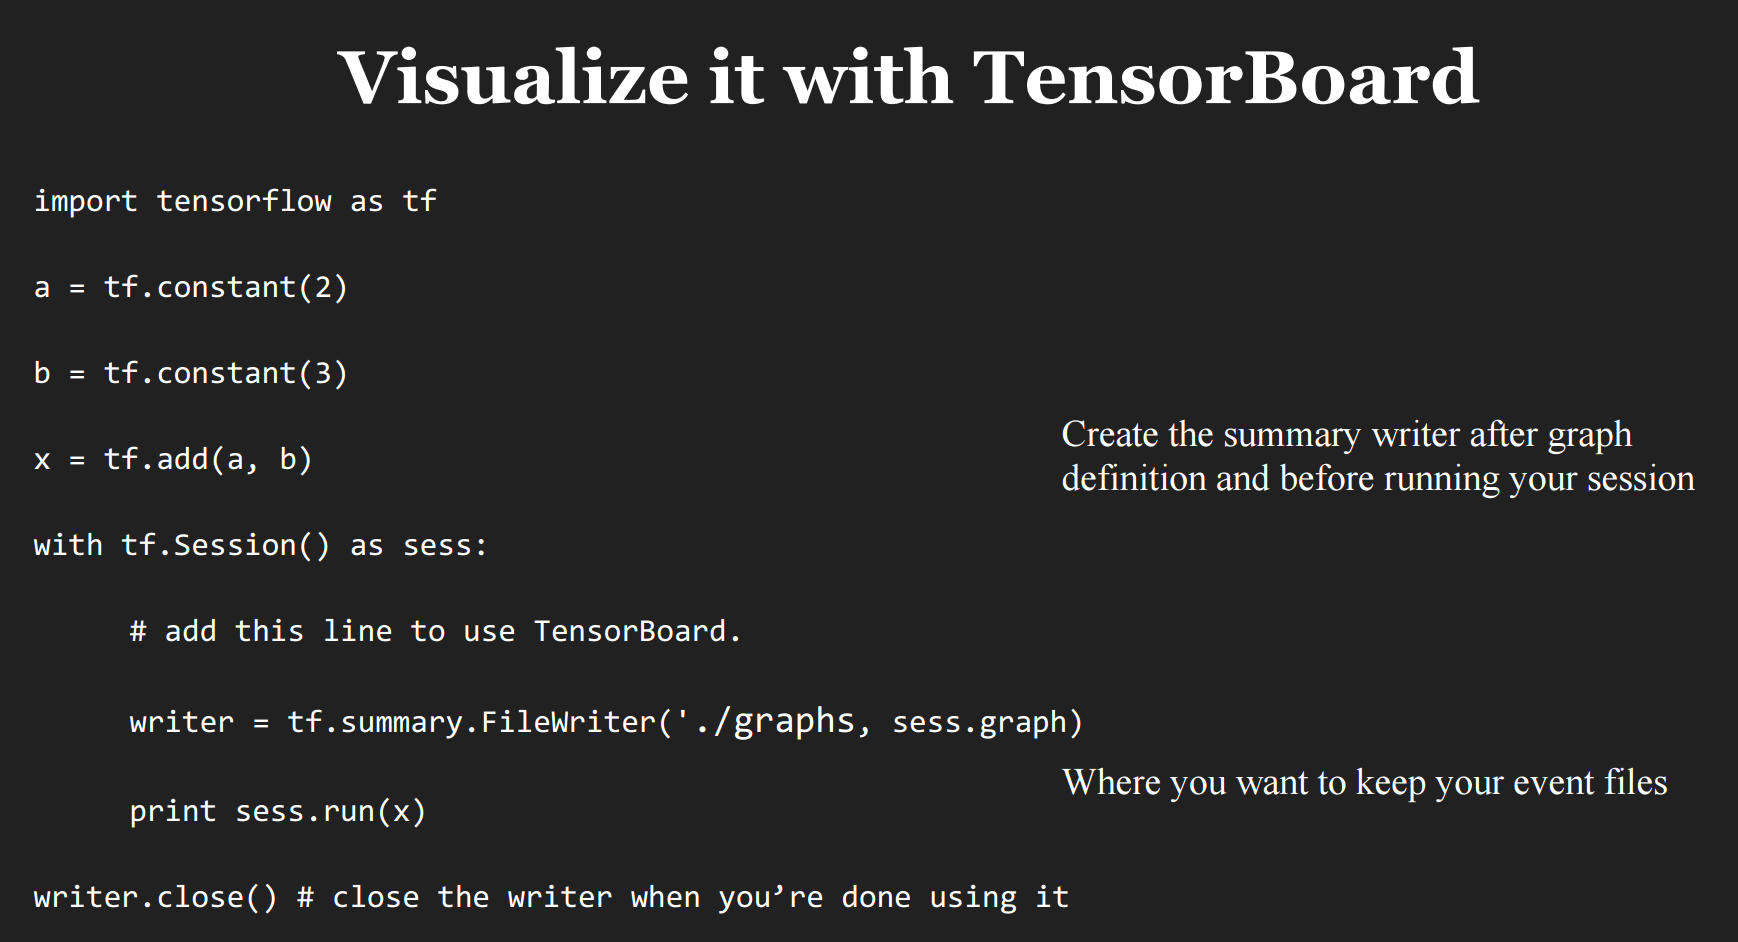 Visualize it with TensorBoard
import tensorflow as tf
a = tf.constant(2)
b = tf.constant(3)
x = tf.add(a, b)
Create the summary writer after graph
definition and before running your session
with tf.Session() as sess:
# add this line to use TensorBoard.
writer = tf.summary.FileWriter('./graphs, sess.graph)
Where you want to keep your event files
print sess.run(x)
writer.close() # close the writer when you’re done using it